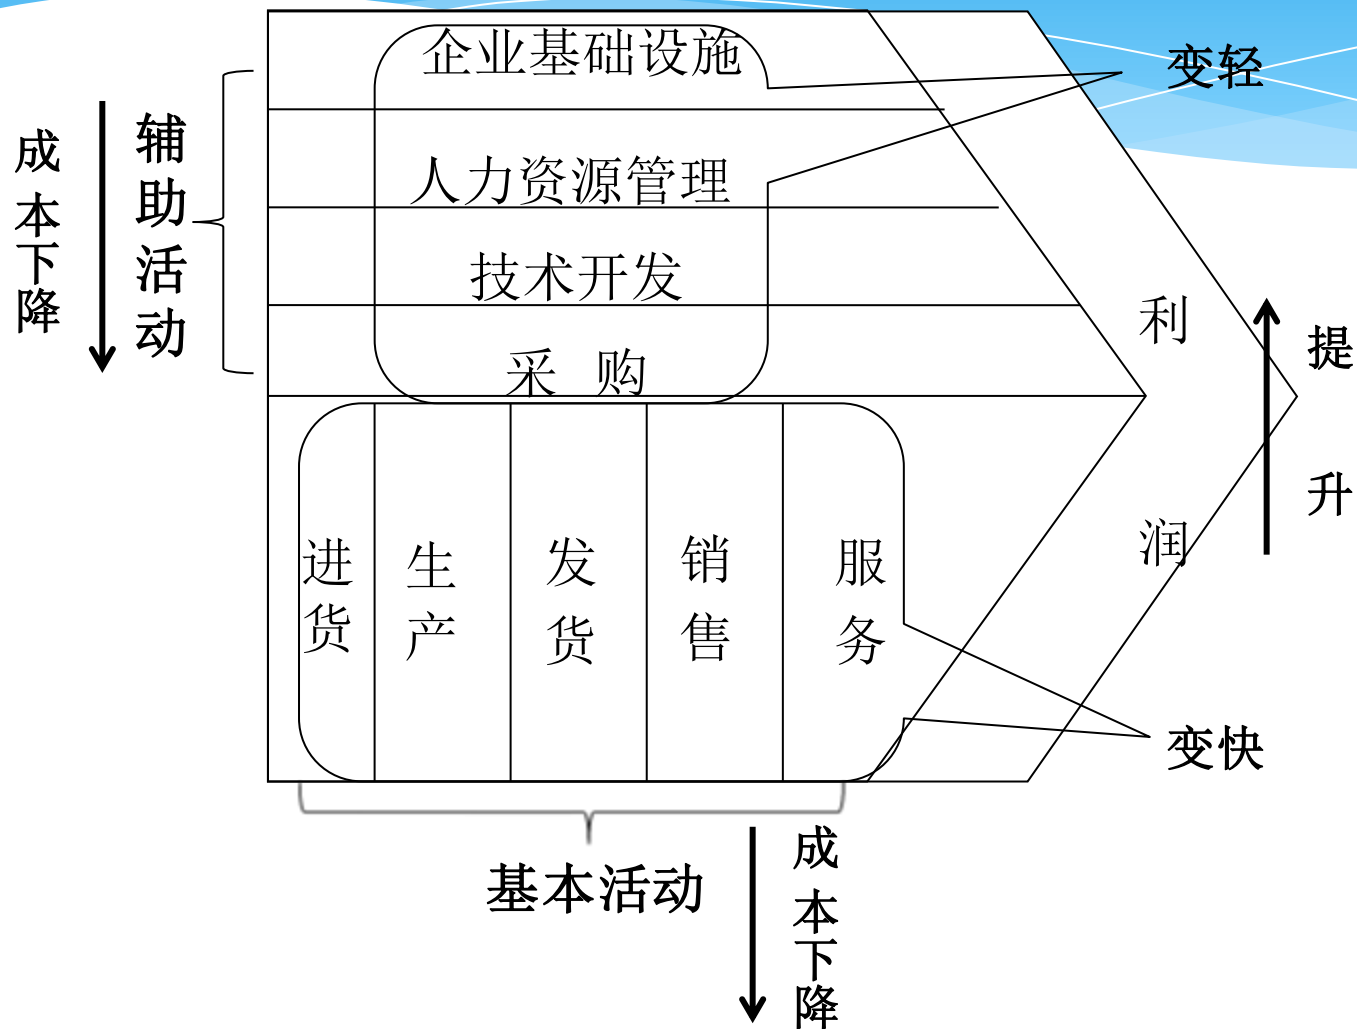 企业基础设施
变轻
成本下降
辅助活动
人力资源管理
技术开发
采 购
利润
提升
进货
生产
发货
销售
服务
变快
基本活动
成本下降